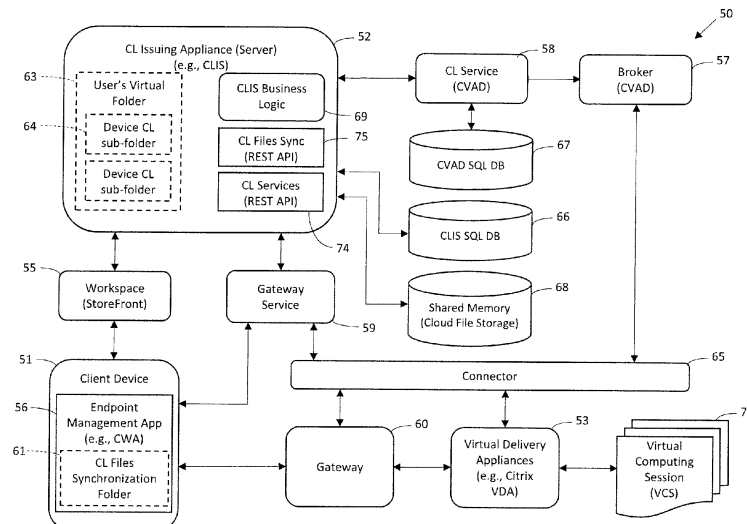 50
CL Issuing Appliance (Server)
(e.g., CLIS)
52
63
User's Virtual
Folder
64
Device CL
sub-folder
Device CL
sub-folder
CLIS Business
Logic
69
75
CL Files Sync
(REST API)
CL Services
(REST API)
74
58
CL Service
(CVAD)
57
Broker
(CVAD)
67
CVAD SQL DB
66
CLIS SQL DB
68
Shared Memory
(Cloud File Storage)
55
Workspace
(StoreFront)
Gateway
Service
59
65
Connector
51
Client Device
56
Endpoint
Management App
(e.g., CWA)
61
CL Files
Synchronization
Folder
60
Gateway
53
Virtual Delivery
Appliances
(e.g., Citrix
VDA)
7
Virtual
Computing
Session
(VCS)